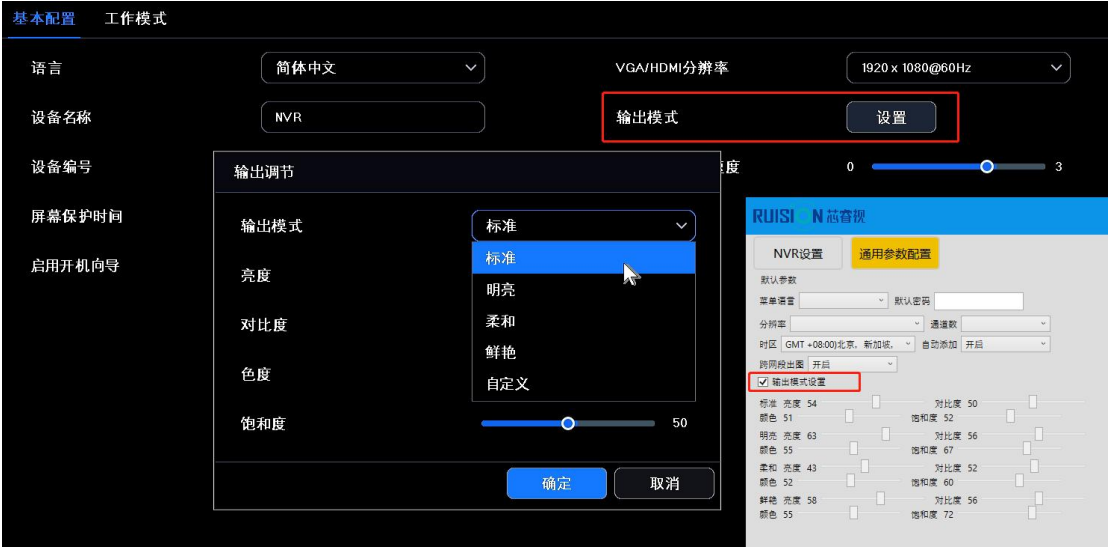 基本配置 工作模式
语言 简体中文 VGA/HDMI分辨率 1920 x 1080@60Hz
设备名称 NVR 输出模式 设置
设备编号 度 0 3
屏幕保护时间
启用开机向导
输出调节
输出模式 标准
标准
明亮
柔和
鲜艳
自定义
亮度
对比度
色度
饱和度 50
确定 取消
RUISION 芯睿视
NVR设置 通用参数配置
默认参数
菜单语言 默认密码
分辨率 通道数
时区 GMT +08:00)北京, 新加坡, 自动添加 开启
跨网段出图 开启
输出模式设置
标准 亮度 54 对比度 50
颜色 51 饱和度 52
明亮 亮度 63 对比度 56
颜色 55 饱和度 67
柔和 亮度 43 对比度 52
颜色 52 饱和度 60
鲜艳 亮度 58 对比度 56
颜色 55 饱和度 72